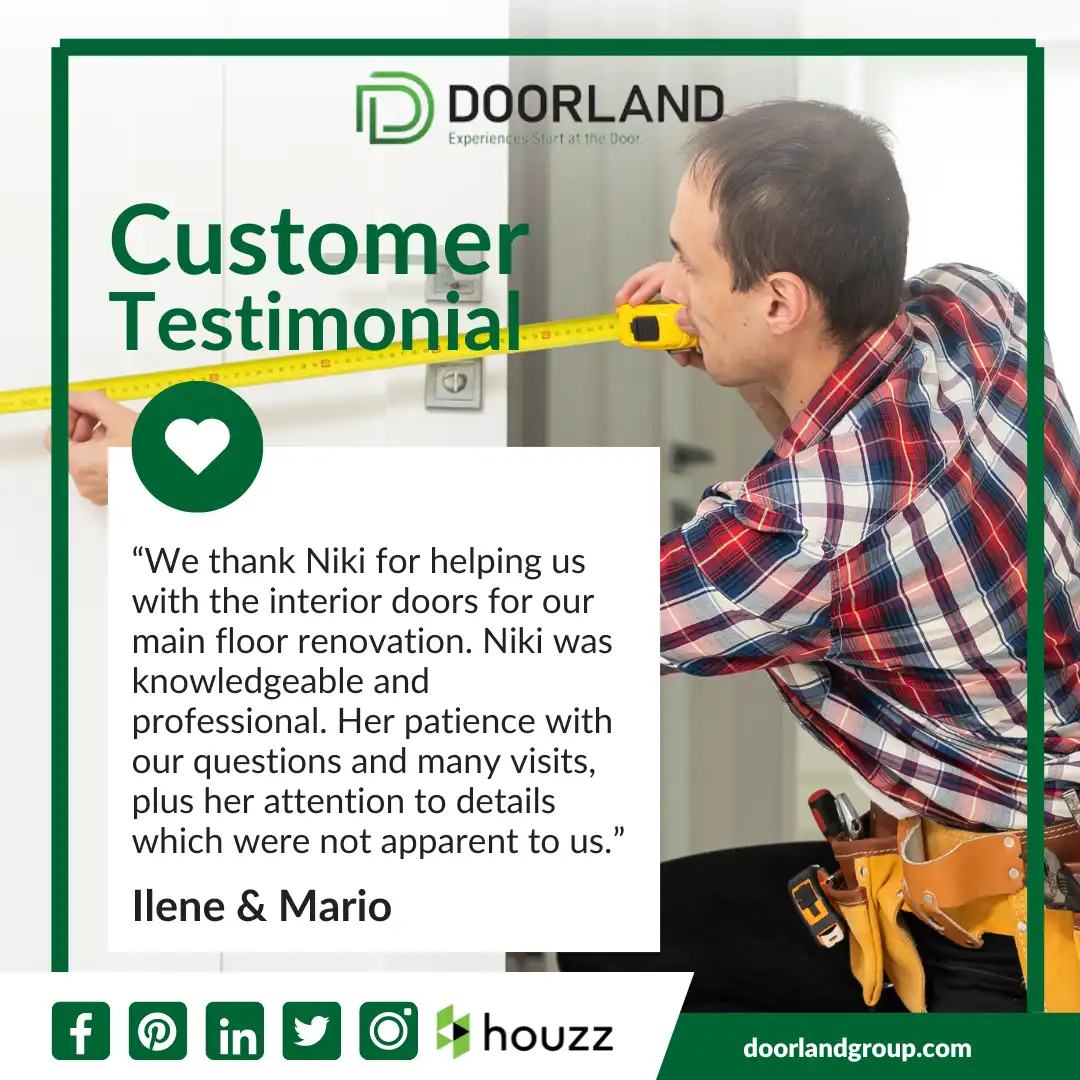 DOORLAND
Experiences Start at the Door.
Customer
Testimonial
“We thank Niki for helping us
with the interior doors for our
main floor renovation. Niki was
knowledgeable and
professional. Her patience with
our questions and many visits,
plus her attention to details
which were not apparent to us.”
Ilene & Mario
houzz
doorlandgroup.com